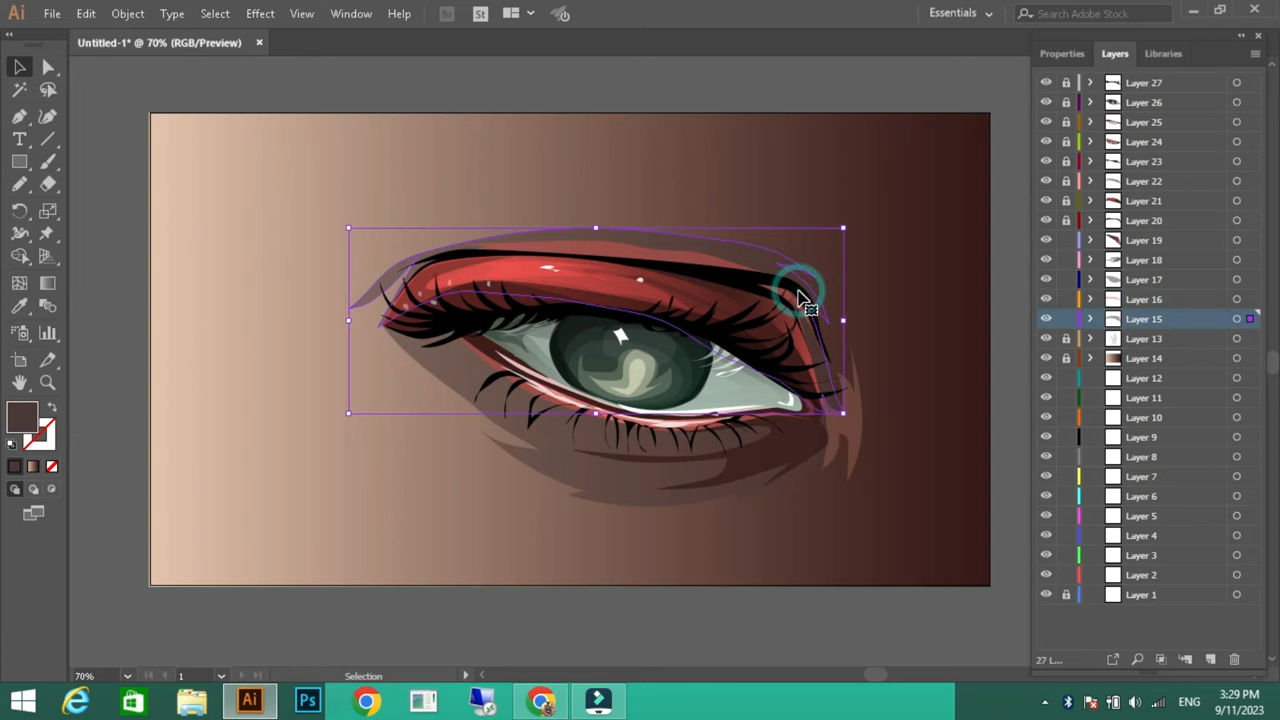 Ai File Edit Object Type Select Effect View Window Help Br St Essentials Search Adobe Stock
Untitled-1* @ 70% (RGB/Preview) ×
Properties Layers Libraries
Layer 27
Layer 26
Layer 25
Layer 24
Layer 23
Layer 22
Layer 21
Layer 20
Layer 19
Layer 18
Layer 17
Layer 16
Layer 15
Layer 13
Layer 14
Layer 12
Layer 11
Layer 10
Layer 9
Layer 8
Layer 7
Layer 6
Layer 5
Layer 4
Layer 3
Layer 2
Layer 1
27 L...
70% 1 Selection
Ai Ps ENG
3:29 PM
9/11/2023